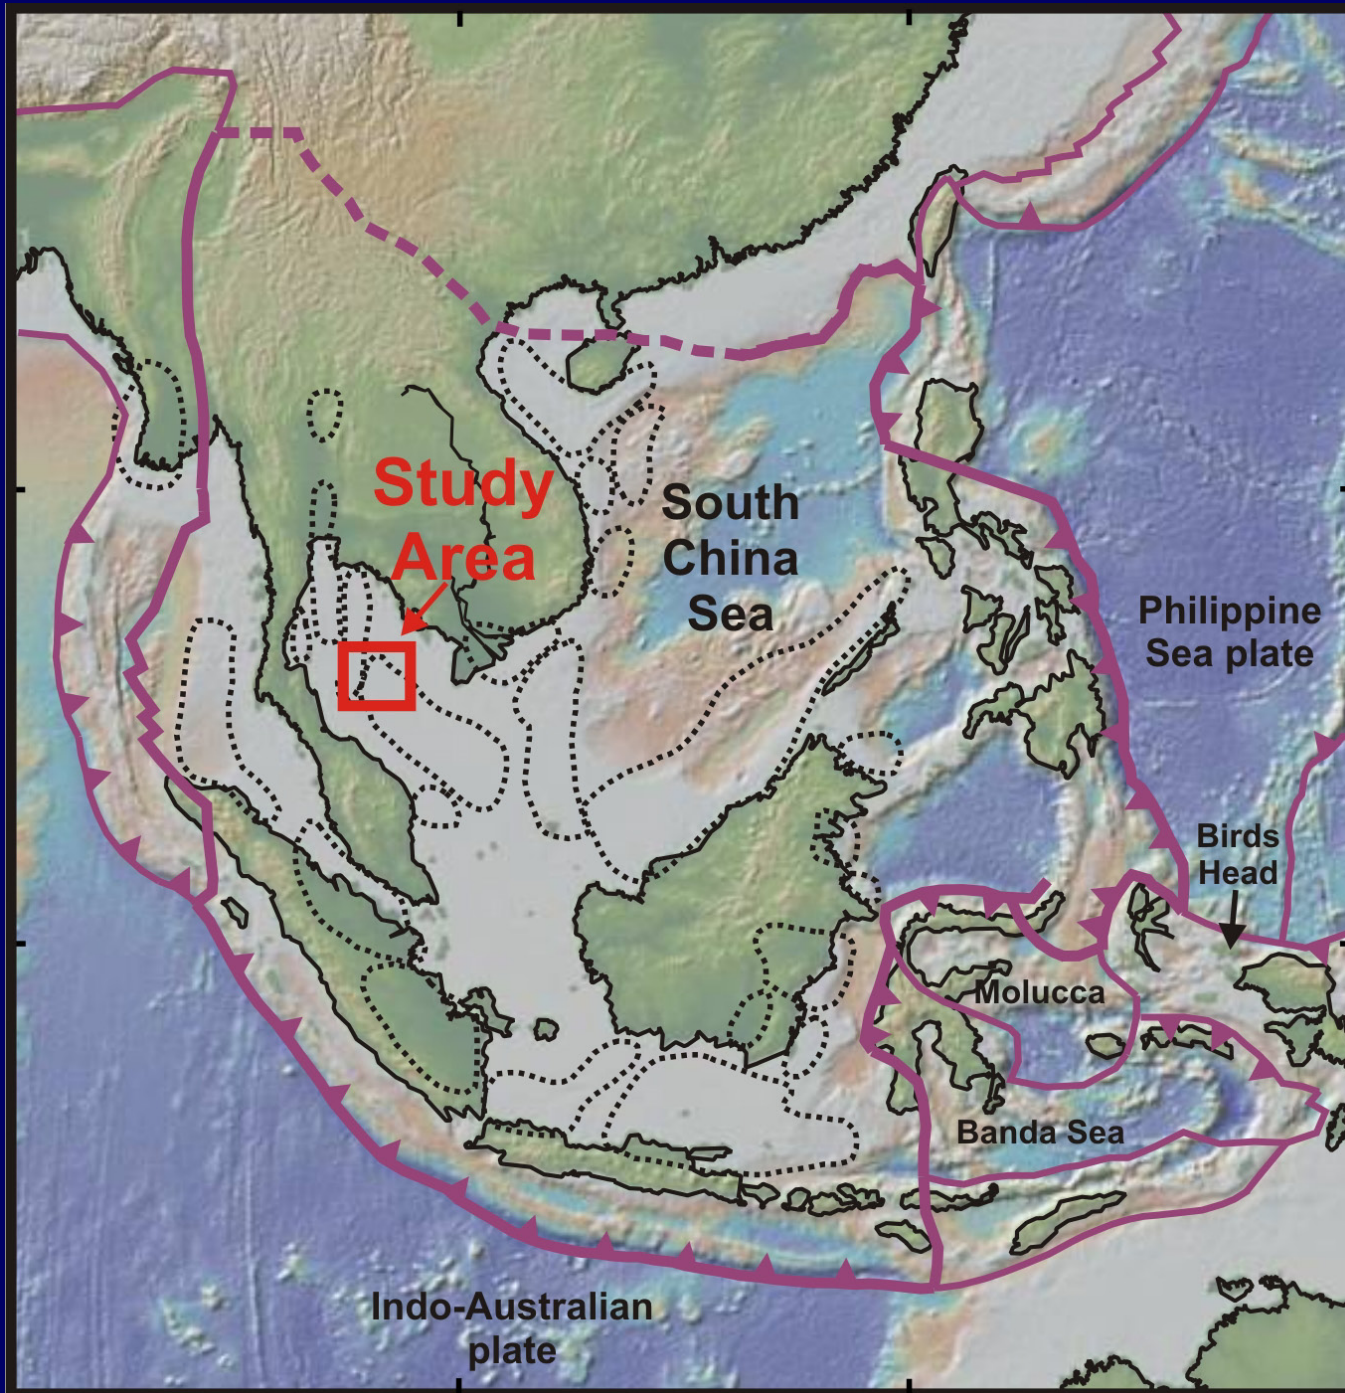 Study
Area
South
China
Sea
Philippine
Sea plate
Birds
Head
Molucca
Banda Sea
Indo-Australian
plate